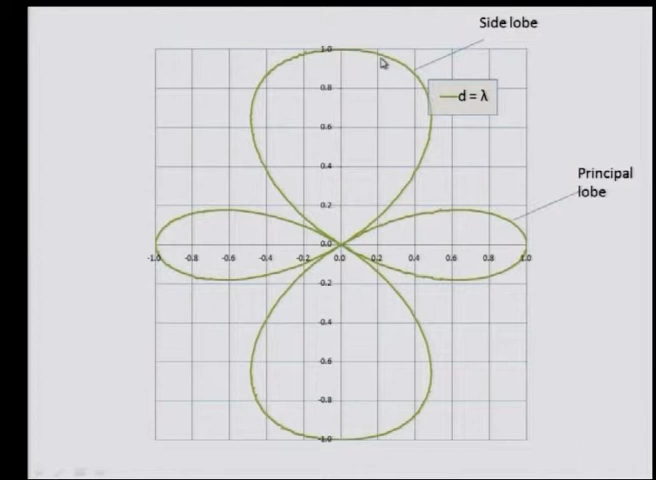 Side lobe
1.0
0.8
d = λ
0.6
0.4
Principal
lobe
0.2
0.0
-1.0 -0.8 -0.6 -0.4 -0.2 0.0 0.2 0.4 0.6 0.8 1.0
-0.2
-0.4
-0.6
-0.8
-1.0